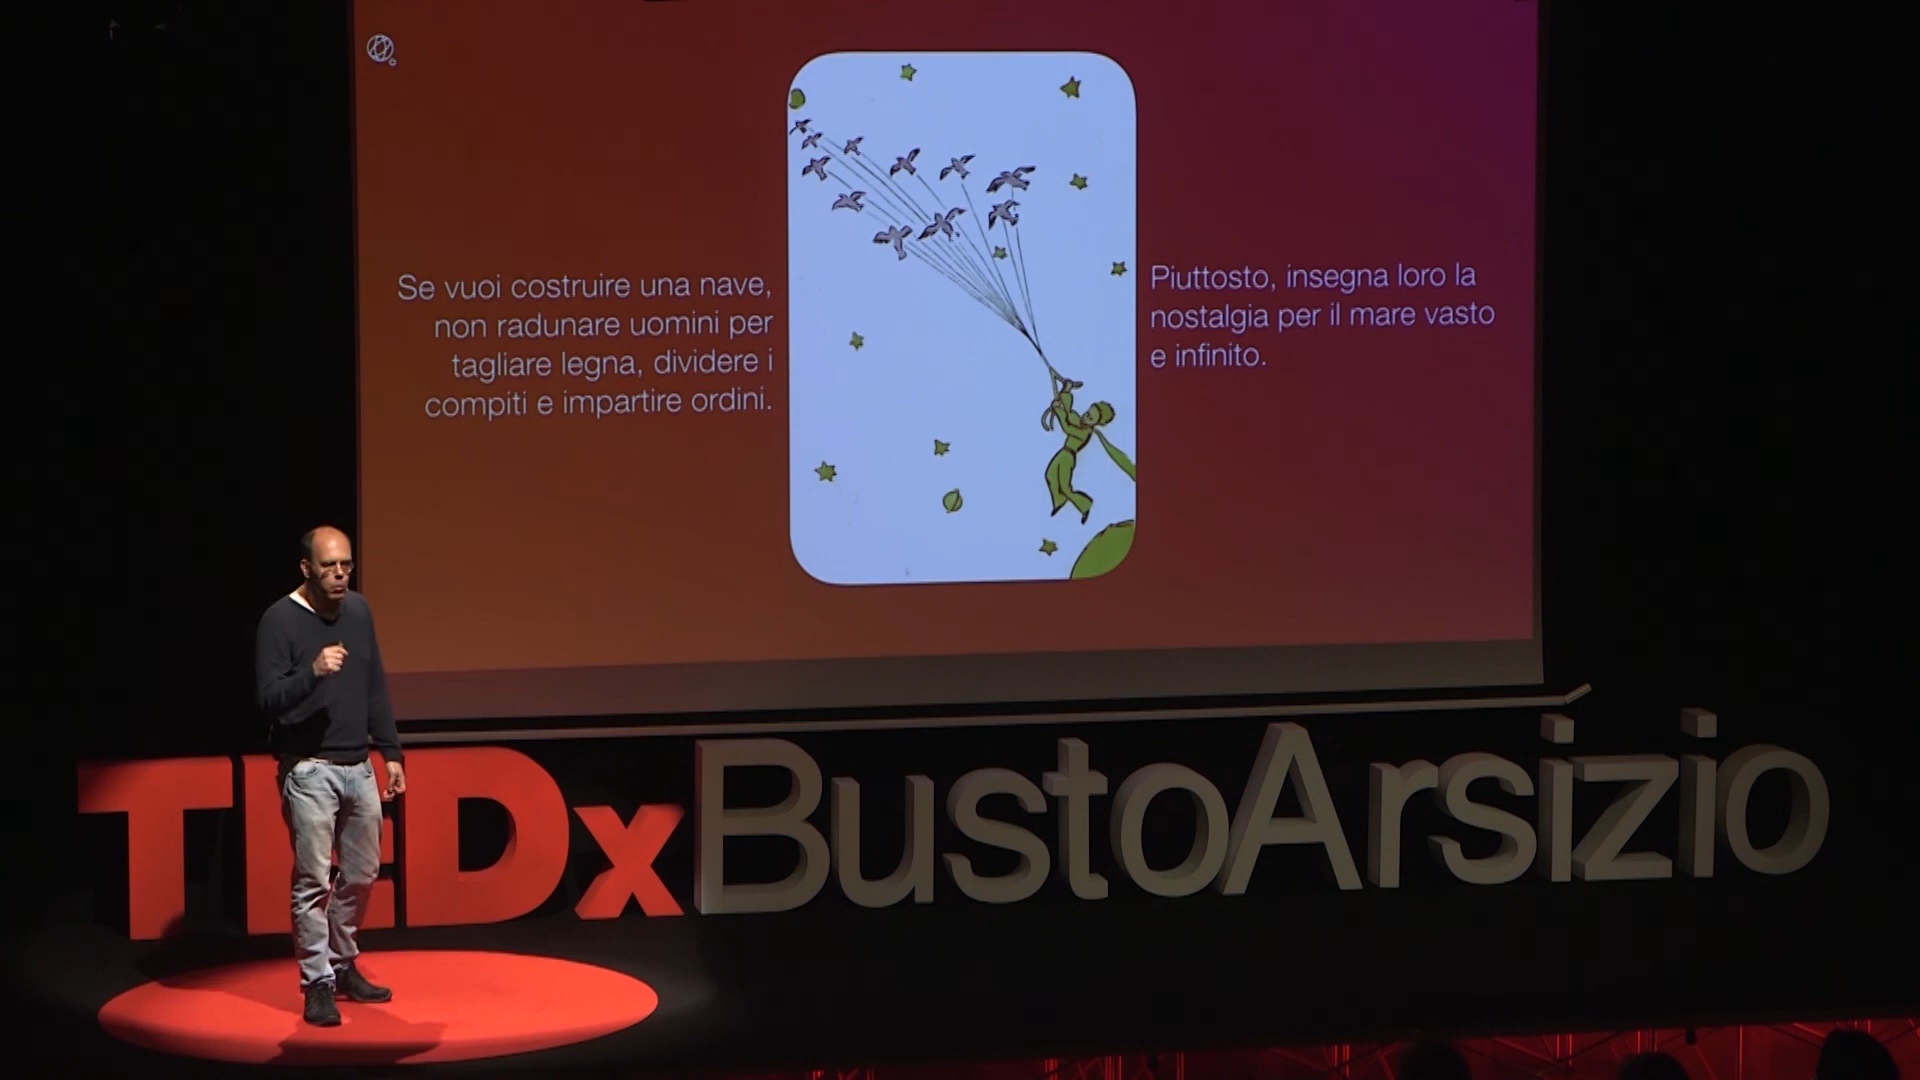 Se vuoi costruire una nave,
non radunare uomini per
tagliare legna, dividere i
compiti e impartire ordini.
Piuttosto, insegna loro la
nostalgia per il mare vasto
e infinito.
TEDxBustoArsizio